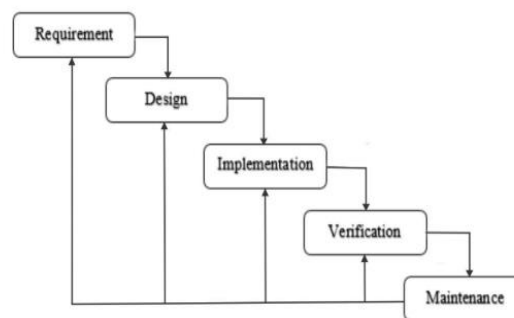 Requirement
Design
Implementation
Verification
Maintenance